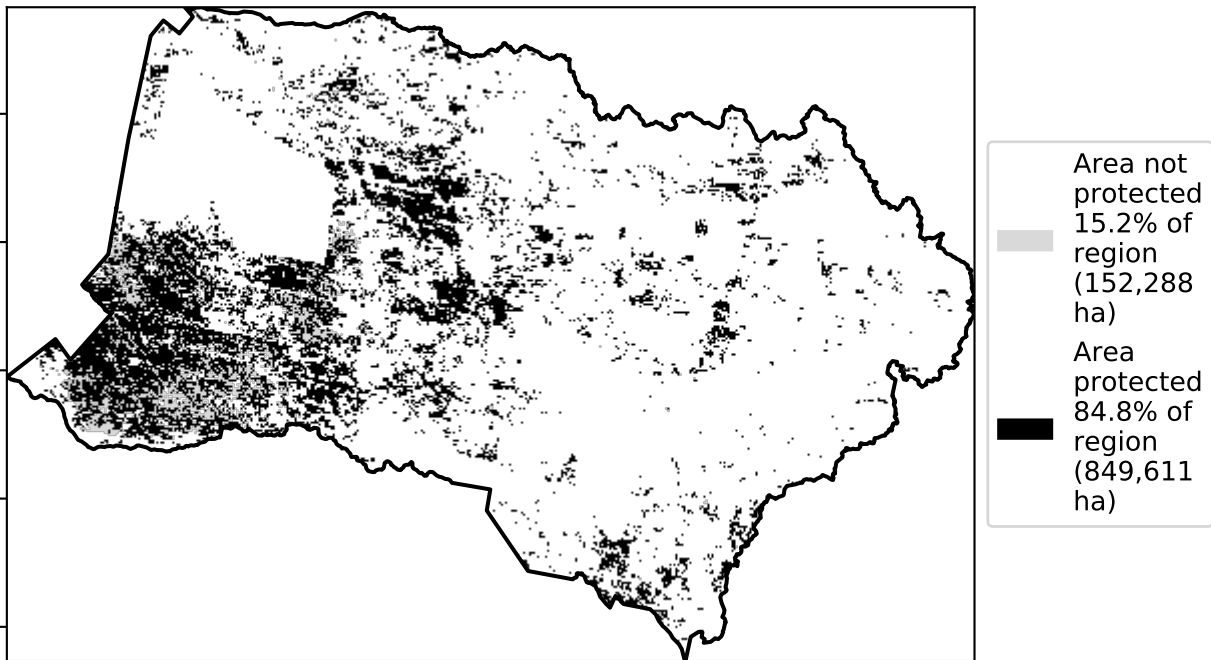 Area not
protected
15.2% of
region
(152,288
ha)
Area
protected
84.8% of
region
(849,611
ha)